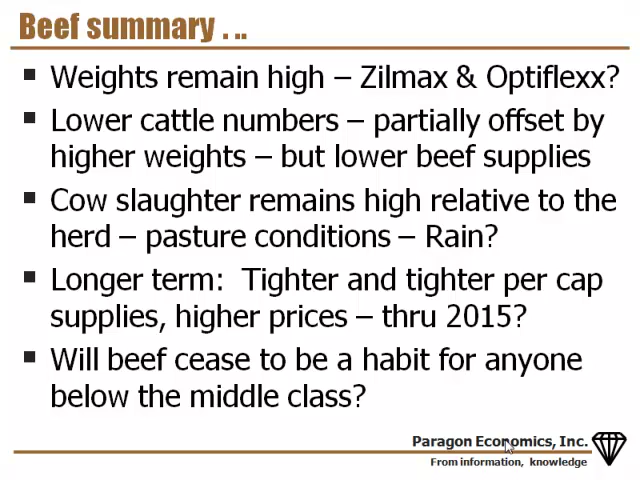 Beef summary . ..
▪ Weights remain high – Zilmax & Optiflexx?
▪ Lower cattle numbers – partially offset by
higher weights – but lower beef supplies
▪ Cow slaughter remains high relative to the
herd – pasture conditions – Rain?
▪ Longer term:  Tighter and tighter per cap
supplies, higher prices – thru 2015?
▪ Will beef cease to be a habit for anyone
below the middle class?
Paragon Economics, Inc.
From information, knowledge